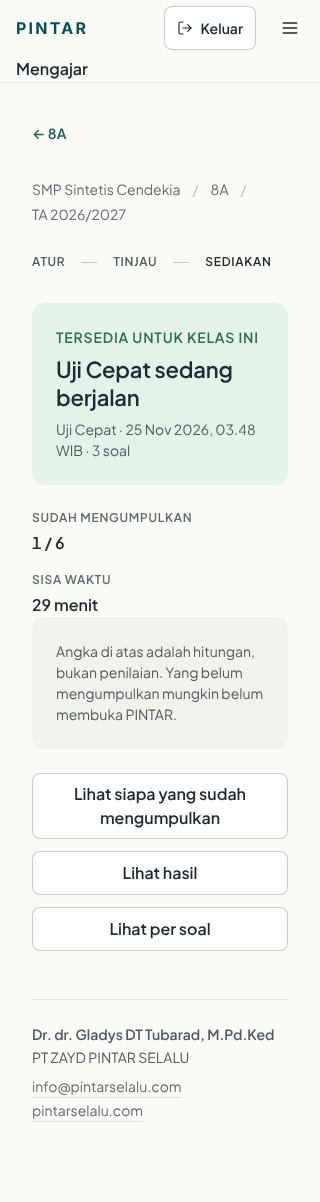 PINTAR
Keluar
Mengajar
← 8A
SMP Sintetis Cendekia / 8A /
TA 2026/2027
ATUR — TINJAU — SEDIAKAN
TERSEDIA UNTUK KELAS INI
Uji Cepat sedang
berjalan
Uji Cepat · 25 Nov 2026, 03.48
WIB · 3 soal
SUDAH MENGUMPULKAN
1 / 6
SISA WAKTU
29 menit
Angka di atas adalah hitungan,
bukan penilaian. Yang belum
mengumpulkan mungkin belum
membuka PINTAR.
Lihat siapa yang sudah
mengumpulkan
Lihat hasil
Lihat per soal
Dr. dr. Gladys DT Tubarad, M.Pd.Ked
PT ZAYD PINTAR SELALU
info@pintarselalu.com
pintarselalu.com